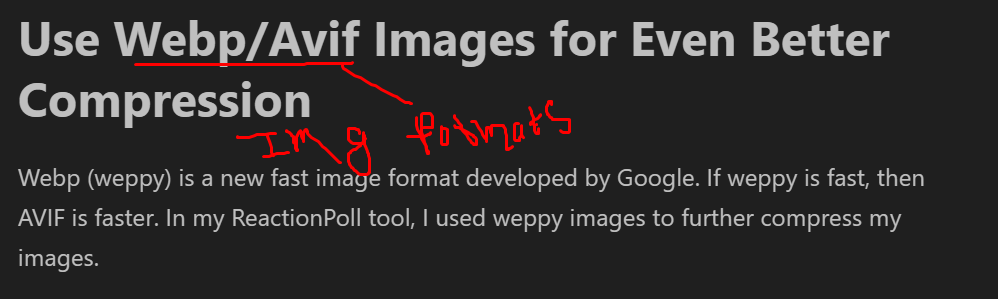 Use Webp/Avif Images for Even Better
Compression
Img formats
Webp (weppy) is a new fast image format developed by Google. If weppy is fast, then
AVIF is faster. In my ReactionPoll tool, I used weppy images to further compress my
images.